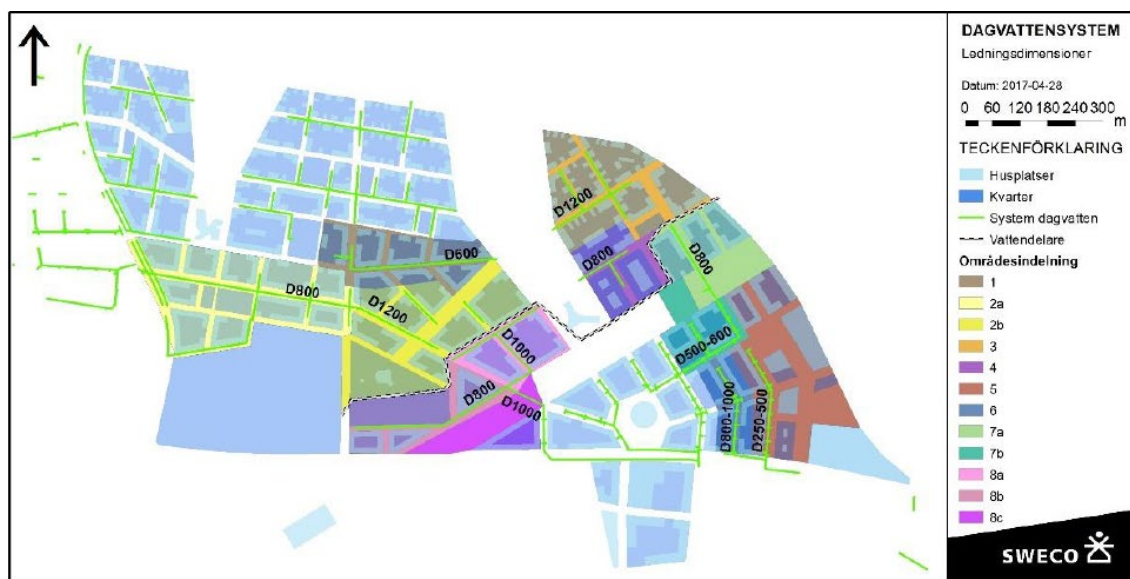 DAGVATTENSYSTEM
Ledningsdimensioner
Datum: 2017-04-28
0 60 120 180 240 300
m
TECKENFÖRKLARING
Husplatser
Kvarter
System dagvatten
Vattendelare
Områdesindelning
1
2a
2b
3
4
5
6
7a
7b
8a
8b
8c
SWECO
D1200
D800
D800
D600
D800
D1200
D1000
D500-600
D800
D1000
D800-1000
D250-500